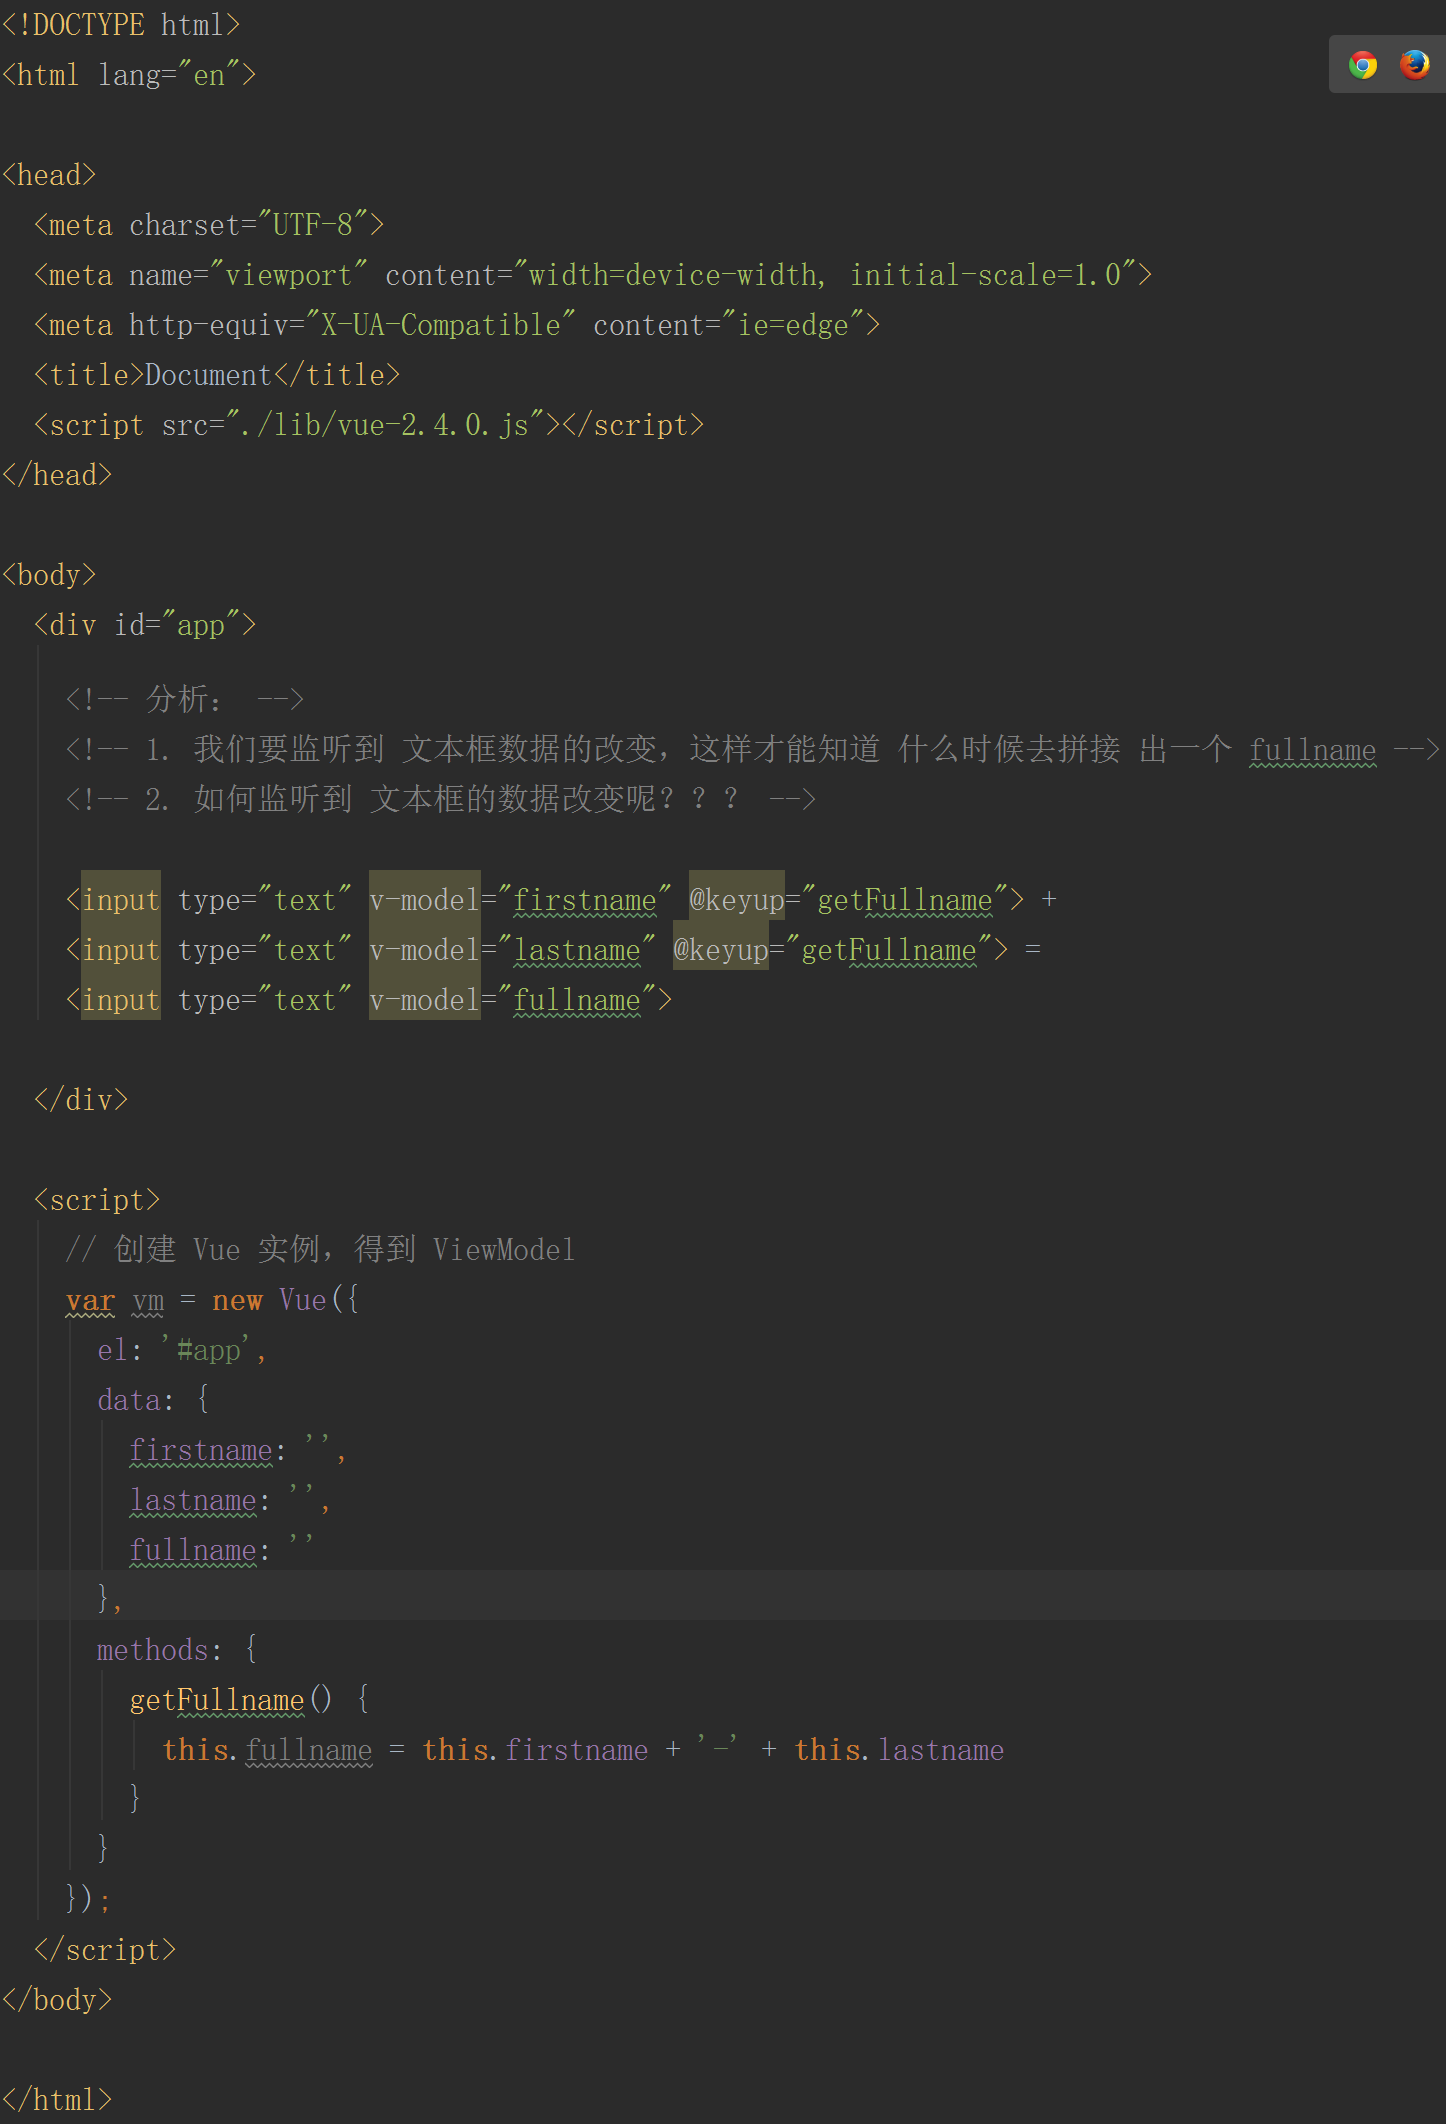 <!DOCTYPE html>
<html lang="en">
<head>
<meta charset="UTF-8">
<meta name="viewport" content="width=device-width, initial-scale=1.0">
<meta http-equiv="X-UA-Compatible" content="ie=edge">
<title>Document</title>
<script src="./lib/vue-2.4.0.js"></script>
</head>
<body>
<div id="app">
<!-- 分析： -->
<!-- 1. 我们要监听到 文本框数据的改变，这样才能知道 什么时候去拼接 出一个 fullname -->
<!-- 2. 如何监听到 文本框的数据改变呢？？？ -->
<input type="text" v-model="firstname" @keyup="getFullname"> +
<input type="text" v-model="lastname" @keyup="getFullname"> =
<input type="text" v-model="fullname">
</div>
<script>
// 创建 Vue 实例，得到 ViewModel
var vm = new Vue({
el: '#app',
data: {
firstname: '',
lastname: '',
fullname: ''
},
methods: {
getFullname() {
this.fullname = this.firstname + '-' + this.lastname
}
}
});
</script>
</body>
</html>